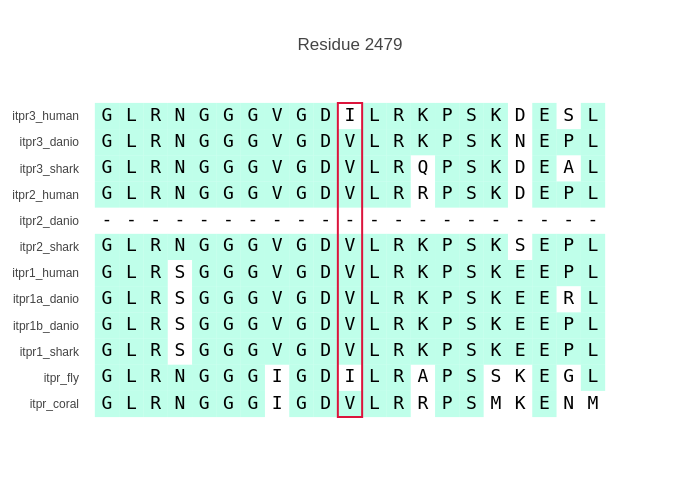 Residue 2479
itpr3_human G L R N G G G V G D I L R K P S K D E S L
itpr3_danio G L R N G G G V G D V L R K P S K N E P L
itpr3_shark G L R N G G G V G D V L R Q P S K D E A L
itpr2_human G L R N G G G V G D V L R R P S K D E P L
itpr2_danio - - - - - - - - - - - - - - - - - - - - -
itpr2_shark G L R N G G G V G D V L R K P S K S E P L
itpr1_human G L R S G G G V G D V L R K P S K E E P L
itpr1a_danio G L R S G G G V G D V L R K P S K E E R L
itpr1b_danio G L R S G G G V G D V L R K P S K E E P L
itpr1_shark G L R S G G G V G D V L R K P S K E E P L
itpr_fly G L R N G G G I G D I L R A P S S K E G L
itpr_coral G L R N G G G I G D V L R R P S M K E N M